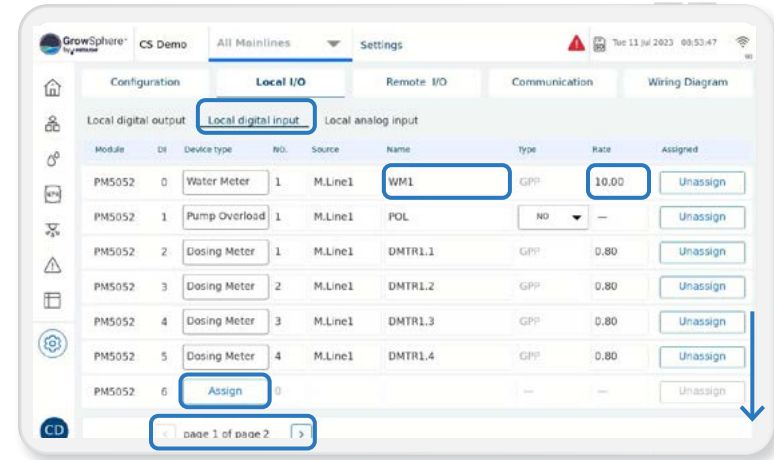 GrowSphere™ CS Demo All Mainlines Settings Tue 11 Jul 2023 08:53:47
by NETAFIM
Configuration Local I/O Remote I/O Communication Wiring Diagram
Local digital output Local digital input Local analog input
Module DI Device type NO. Source Name Type Rate Assigned
PM5052 0 Water Meter 1 M.Line1 WM1 GPP 10.00 Unassign
PM5052 1 Pump Overload 1 M.Line1 POL NO — Unassign
PM5052 2 Dosing Meter 1 M.Line1 DMTR1.1 GPP 0.80 Unassign
PM5052 3 Dosing Meter 2 M.Line1 DMTR1.2 GPP 0.80 Unassign
PM5052 4 Dosing Meter 3 M.Line1 DMTR1.3 GPP 0.80 Unassign
PM5052 5 Dosing Meter 4 M.Line1 DMTR1.4 GPP 0.80 Unassign
PM5052 6 Assign 0 — — Unassign
CD < page 1 of page 2 >